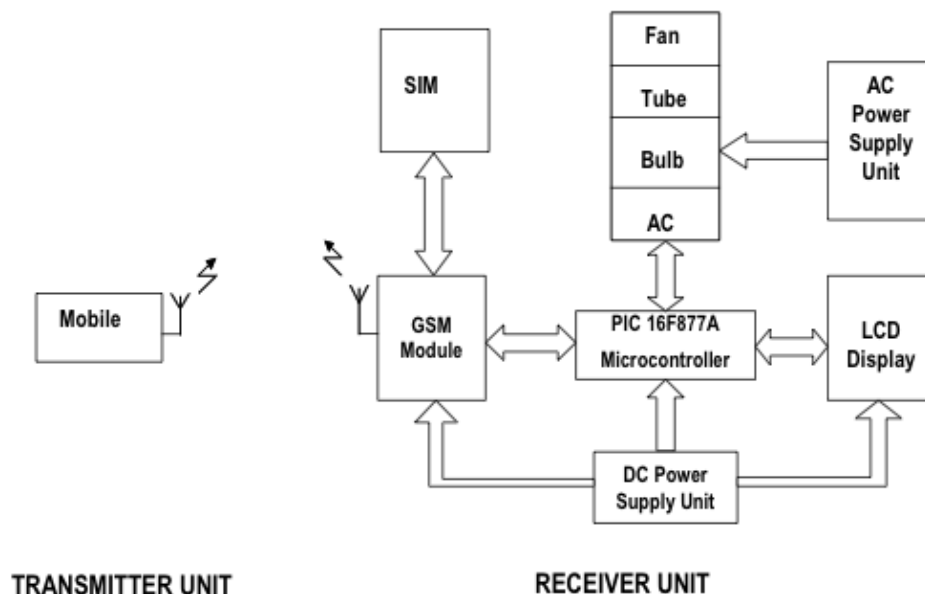 Fan
Tube
Bulb
AC
SIM
AC
Power
Supply
Unit
Mobile
GSM
Module
PIC 16F877A
Microcontroller
LCD
Display
DC Power
Supply Unit
TRANSMITTER UNIT
RECEIVER UNIT